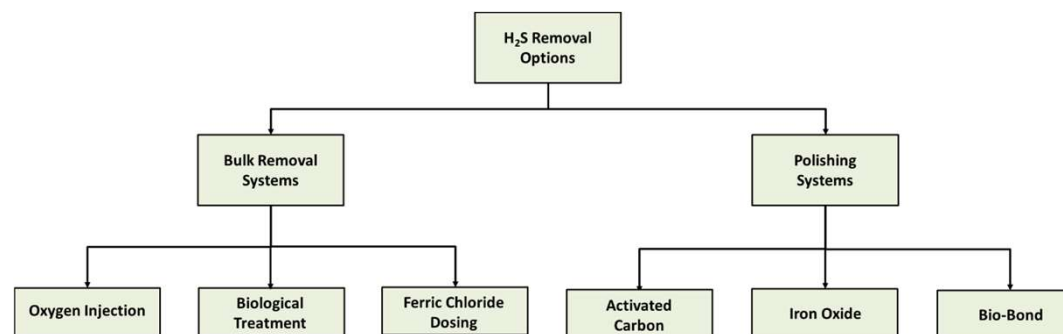 H₂S Removal
Options
Bulk Removal
Systems
Polishing
Systems
Oxygen Injection
Biological
Treatment
Ferric Chloride
Dosing
Activated
Carbon
Iron Oxide
Bio-Bond